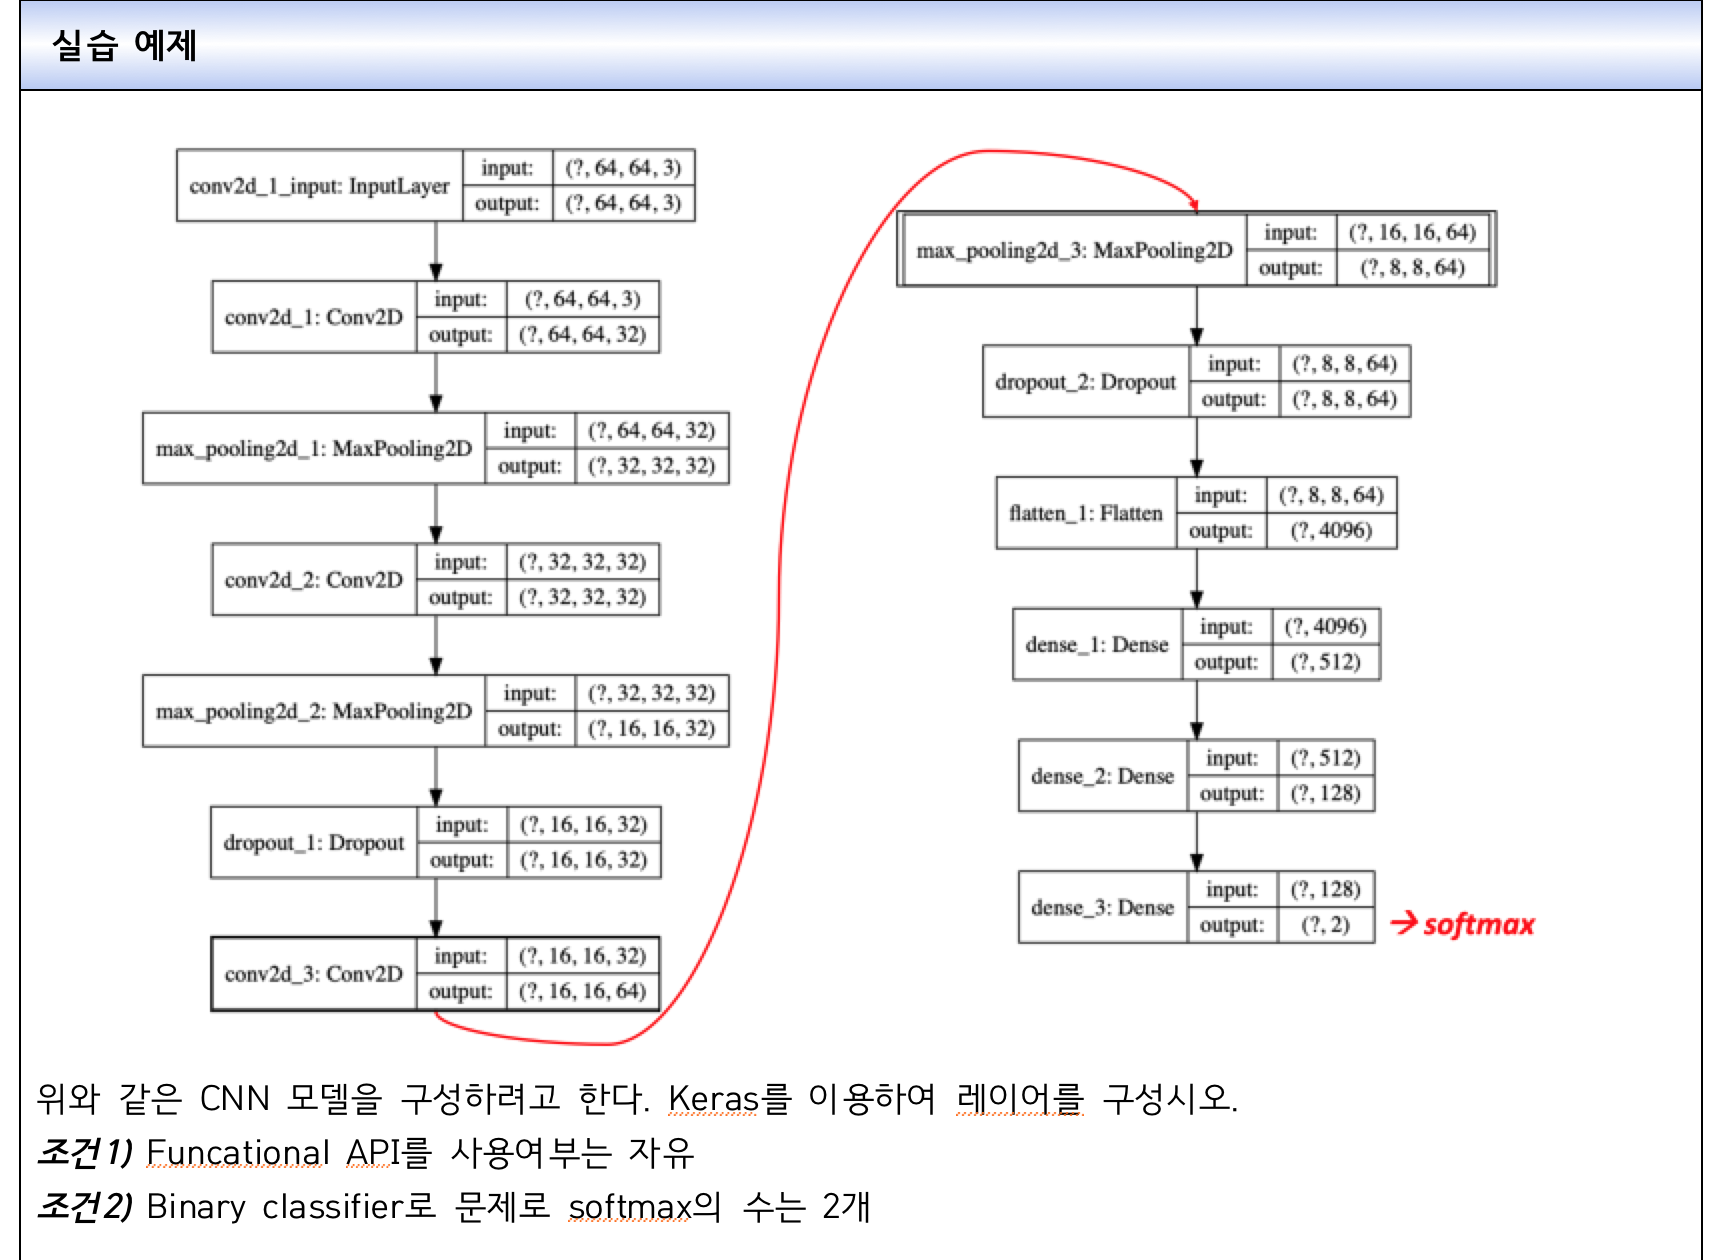 실습 예제
conv2d_1_input: InputLayer
input: (?, 64, 64, 3)
output: (?, 64, 64, 3)
conv2d_1: Conv2D
input: (?, 64, 64, 3)
output: (?, 64, 64, 32)
max_pooling2d_1: MaxPooling2D
input: (?, 64, 64, 32)
output: (?, 32, 32, 32)
conv2d_2: Conv2D
input: (?, 32, 32, 32)
output: (?, 32, 32, 32)
max_pooling2d_2: MaxPooling2D
input: (?, 32, 32, 32)
output: (?, 16, 16, 32)
dropout_1: Dropout
input: (?, 16, 16, 32)
output: (?, 16, 16, 32)
conv2d_3: Conv2D
input: (?, 16, 16, 32)
output: (?, 16, 16, 64)
max_pooling2d_3: MaxPooling2D
input: (?, 16, 16, 64)
output: (?, 8, 8, 64)
dropout_2: Dropout
input: (?, 8, 8, 64)
output: (?, 8, 8, 64)
flatten_1: Flatten
input: (?, 8, 8, 64)
output: (?, 4096)
dense_1: Dense
input: (?, 4096)
output: (?, 512)
dense_2: Dense
input: (?, 512)
output: (?, 128)
dense_3: Dense
input: (?, 128)
output: (?, 2)
→ softmax
위와 같은 CNN 모델을 구성하려고 한다. Keras를 이용하여 레이어를 구성시오.
조건1) Funcational API를 사용여부는 자유
조건2) Binary classifier로 문제로 softmax의 수는 2개